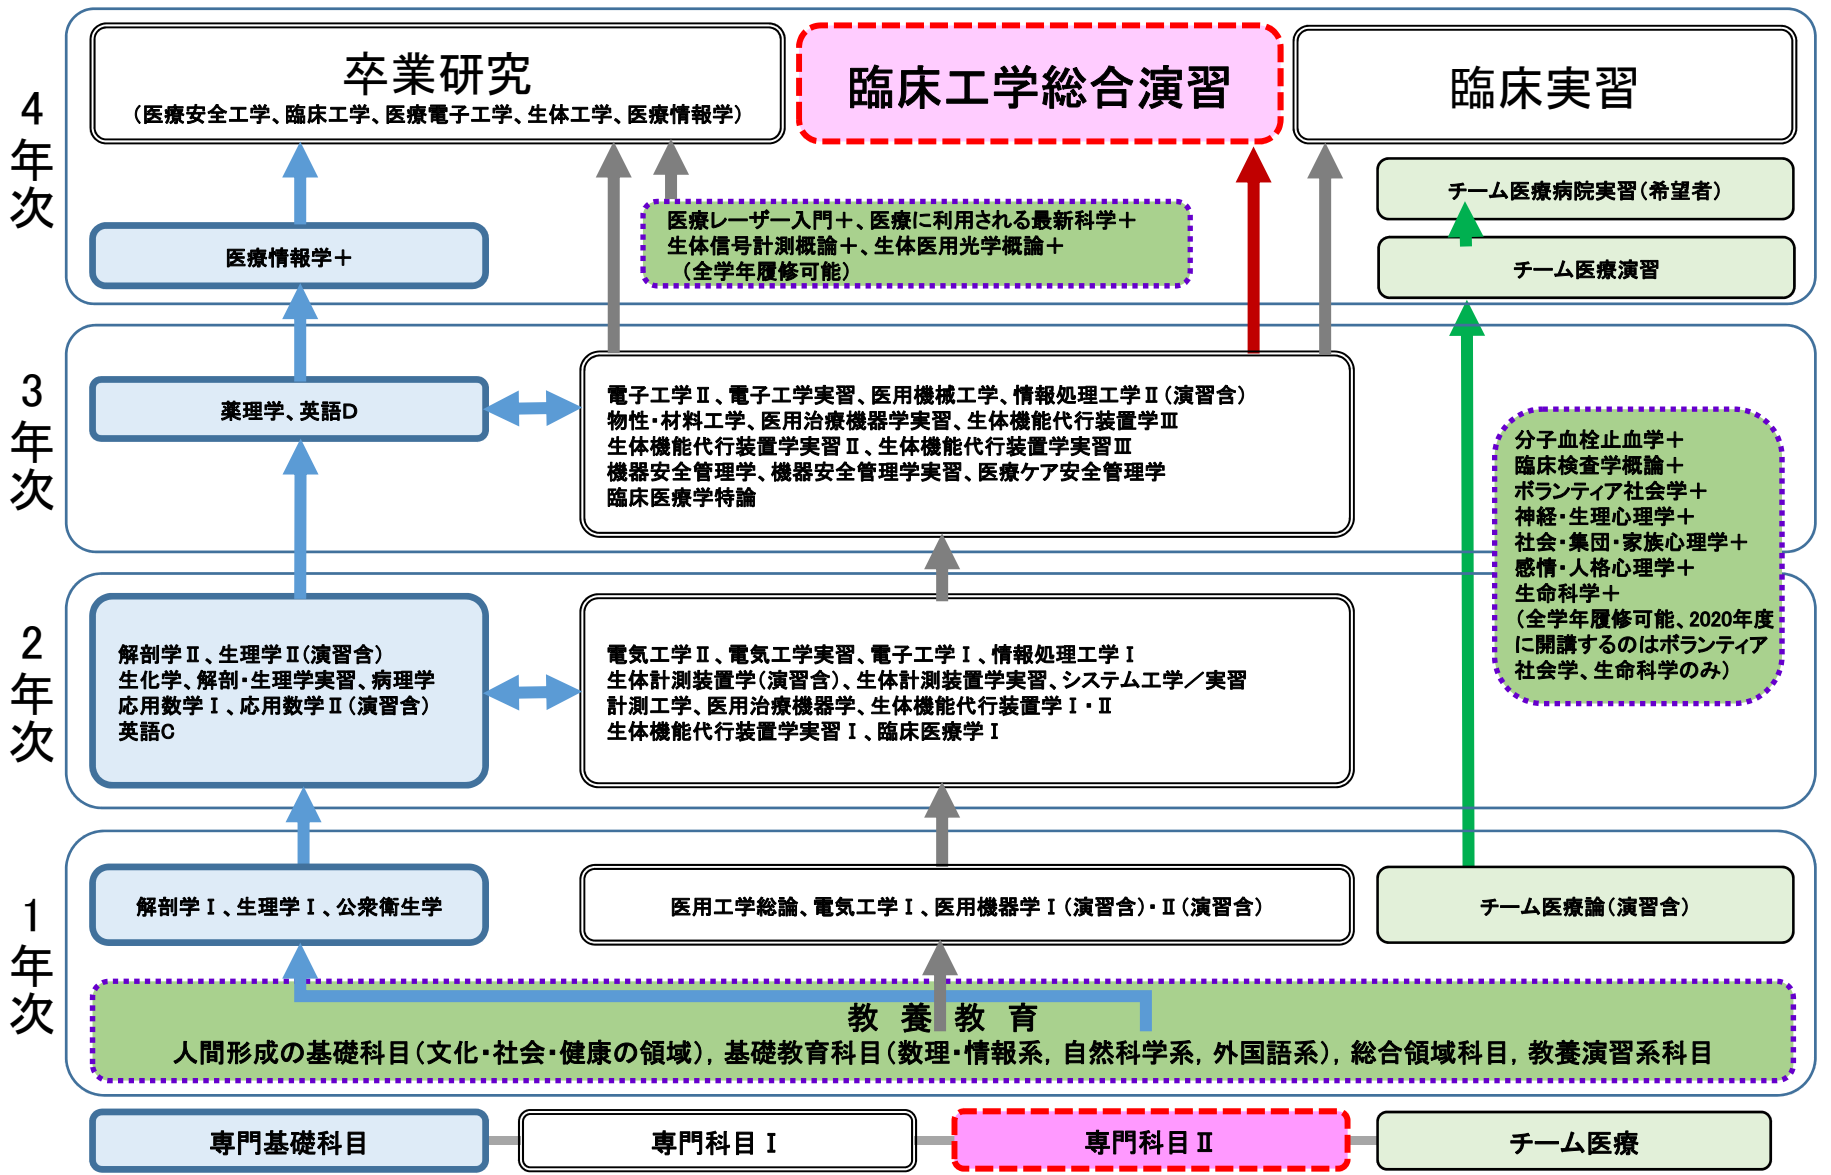 4年次
卒業研究
（医療安全工学、臨床工学、医療電子工学、生体工学、医療情報学）
臨床工学総合演習
臨床実習
チーム医療病院実習（希望者）
医療レーザー入門＋、医療に利用される最新科学＋
生体信号計測概論＋、生体医用光学概論＋
（全学年履修可能）
医療情報学＋
チーム医療演習
3年次
薬理学、英語D
電子工学Ⅱ、電子工学実習、医用機械工学、情報処理工学Ⅱ（演習含）
物性・材料工学、医用治療機器学実習、生体機能代行装置学Ⅲ
生体機能代行装置学実習Ⅱ、生体機能代行装置学実習Ⅲ
機器安全管理学、機器安全管理学実習、医療ケア安全管理学
臨床医療学特論
分子血栓止血学＋
臨床検査学概論＋
ボランティア社会学＋
神経・生理心理学＋
社会・集団・家族心理学＋
感情・人格心理学＋
生命科学＋
（全学年履修可能、2020年度
に開講するのはボランティア
社会学、生命科学のみ）
2年次
解剖学Ⅱ、生理学Ⅱ（演習含）
生化学、解剖・生理学実習、病理学
応用数学Ⅰ、応用数学Ⅱ（演習含）
英語C
電気工学Ⅱ、電気工学実習、電子工学Ⅰ、情報処理工学Ⅰ
生体計測装置学（演習含）、生体計測装置学実習、システム工学／実習
計測工学、医用治療機器学、生体機能代行装置学Ⅰ・Ⅱ
生体機能代行装置学実習Ⅰ、臨床医療学Ⅰ
1年次
解剖学Ⅰ、生理学Ⅰ、公衆衛生学
医用工学総論、電気工学Ⅰ、医用機器学Ⅰ（演習含）・Ⅱ（演習含）
チーム医療論（演習含）
教 養 教 育
人間形成の基礎科目（文化・社会・健康の領域）, 基礎教育科目（数理・情報系, 自然科学系, 外国語系）, 総合領域科目, 教養演習系科目
専門基礎科目
専門科目Ⅰ
専門科目Ⅱ
チーム医療